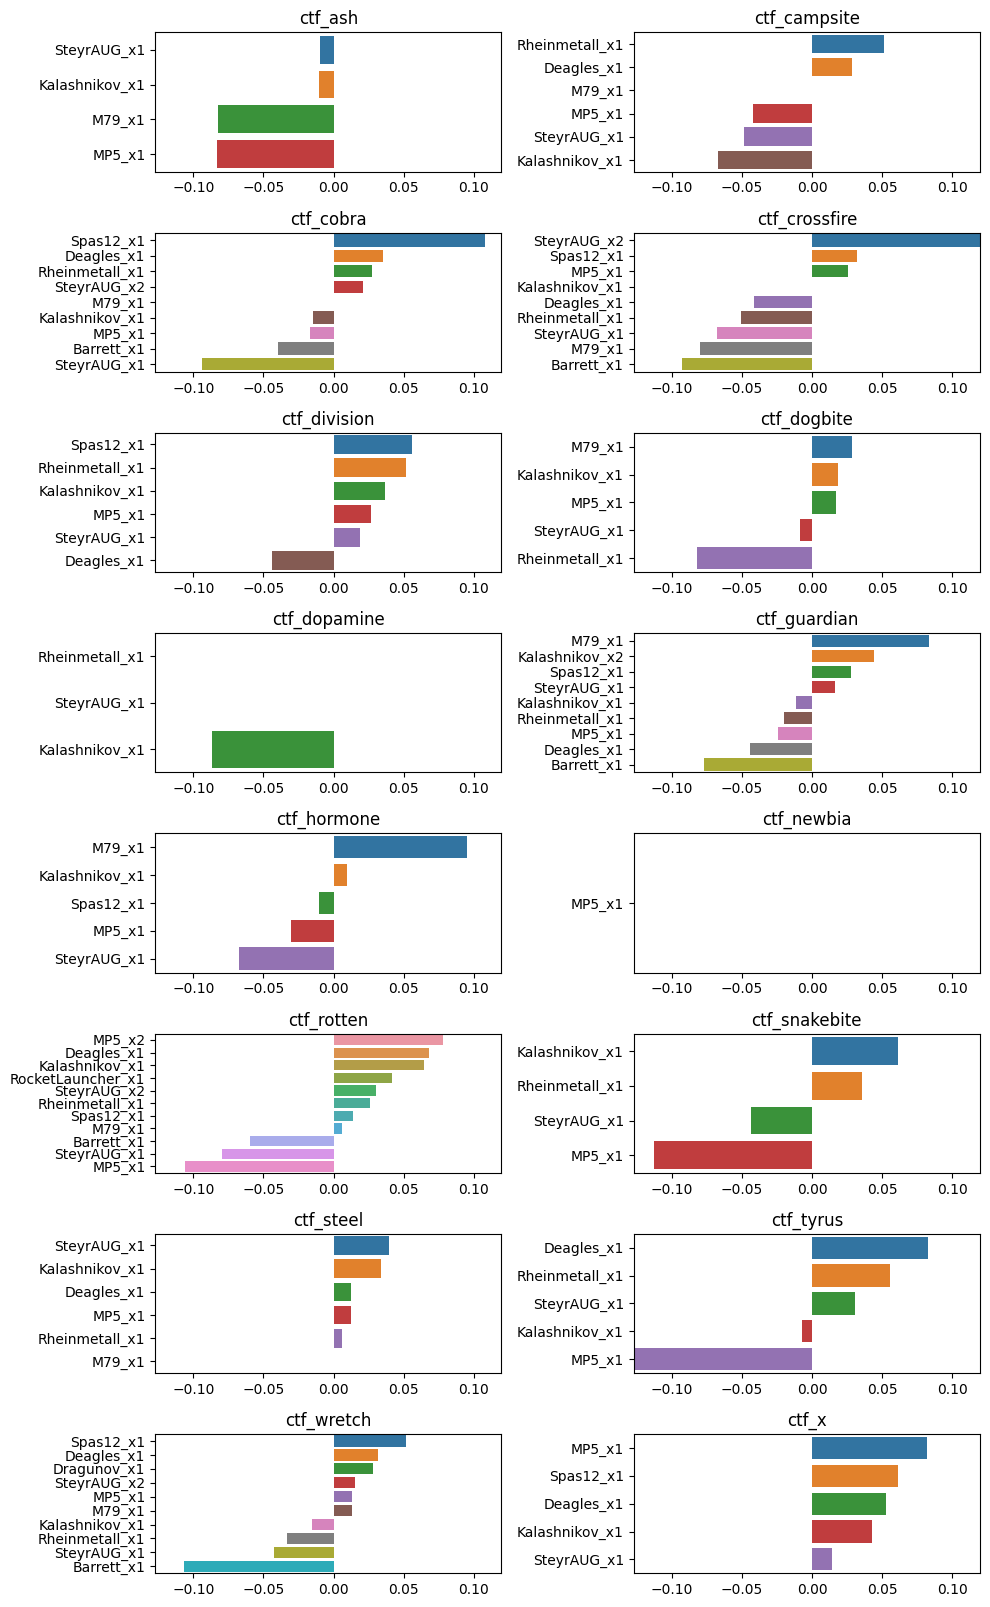 ctf_ash
SteyrAUG_x1
Kalashnikov_x1
M79_x1
MP5_x1
−0.10 −0.05 0.00 0.05 0.10
ctf_campsite
Rheinmetall_x1
Deagles_x1
M79_x1
MP5_x1
SteyrAUG_x1
Kalashnikov_x1
−0.10 −0.05 0.00 0.05 0.10
ctf_cobra
Spas12_x1
Deagles_x1
Rheinmetall_x1
SteyrAUG_x2
M79_x1
Kalashnikov_x1
MP5_x1
Barrett_x1
SteyrAUG_x1
−0.10 −0.05 0.00 0.05 0.10
ctf_crossfire
SteyrAUG_x2
Spas12_x1
MP5_x1
Kalashnikov_x1
Deagles_x1
Rheinmetall_x1
SteyrAUG_x1
M79_x1
Barrett_x1
−0.10 −0.05 0.00 0.05 0.10
ctf_division
Spas12_x1
Rheinmetall_x1
Kalashnikov_x1
MP5_x1
SteyrAUG_x1
Deagles_x1
−0.10 −0.05 0.00 0.05 0.10
ctf_dogbite
M79_x1
Kalashnikov_x1
MP5_x1
SteyrAUG_x1
Rheinmetall_x1
−0.10 −0.05 0.00 0.05 0.10
ctf_dopamine
Rheinmetall_x1
SteyrAUG_x1
Kalashnikov_x1
−0.10 −0.05 0.00 0.05 0.10
ctf_guardian
M79_x1
Kalashnikov_x2
Spas12_x1
SteyrAUG_x1
Kalashnikov_x1
Rheinmetall_x1
MP5_x1
Deagles_x1
Barrett_x1
−0.10 −0.05 0.00 0.05 0.10
ctf_hormone
M79_x1
Kalashnikov_x1
Spas12_x1
MP5_x1
SteyrAUG_x1
−0.10 −0.05 0.00 0.05 0.10
ctf_newbia
MP5_x1
−0.10 −0.05 0.00 0.05 0.10
ctf_rotten
MP5_x2
Deagles_x1
Kalashnikov_x1
RocketLauncher_x1
SteyrAUG_x2
Rheinmetall_x1
Spas12_x1
M79_x1
Barrett_x1
SteyrAUG_x1
MP5_x1
−0.10 −0.05 0.00 0.05 0.10
ctf_snakebite
Kalashnikov_x1
Rheinmetall_x1
SteyrAUG_x1
MP5_x1
−0.10 −0.05 0.00 0.05 0.10
ctf_steel
SteyrAUG_x1
Kalashnikov_x1
Deagles_x1
MP5_x1
Rheinmetall_x1
M79_x1
−0.10 −0.05 0.00 0.05 0.10
ctf_tyrus
Deagles_x1
Rheinmetall_x1
SteyrAUG_x1
Kalashnikov_x1
MP5_x1
−0.10 −0.05 0.00 0.05 0.10
ctf_wretch
Spas12_x1
Deagles_x1
Dragunov_x1
SteyrAUG_x2
MP5_x1
M79_x1
Kalashnikov_x1
Rheinmetall_x1
SteyrAUG_x1
Barrett_x1
−0.10 −0.05 0.00 0.05 0.10
ctf_x
MP5_x1
Spas12_x1
Deagles_x1
Kalashnikov_x1
SteyrAUG_x1
−0.10 −0.05 0.00 0.05 0.10